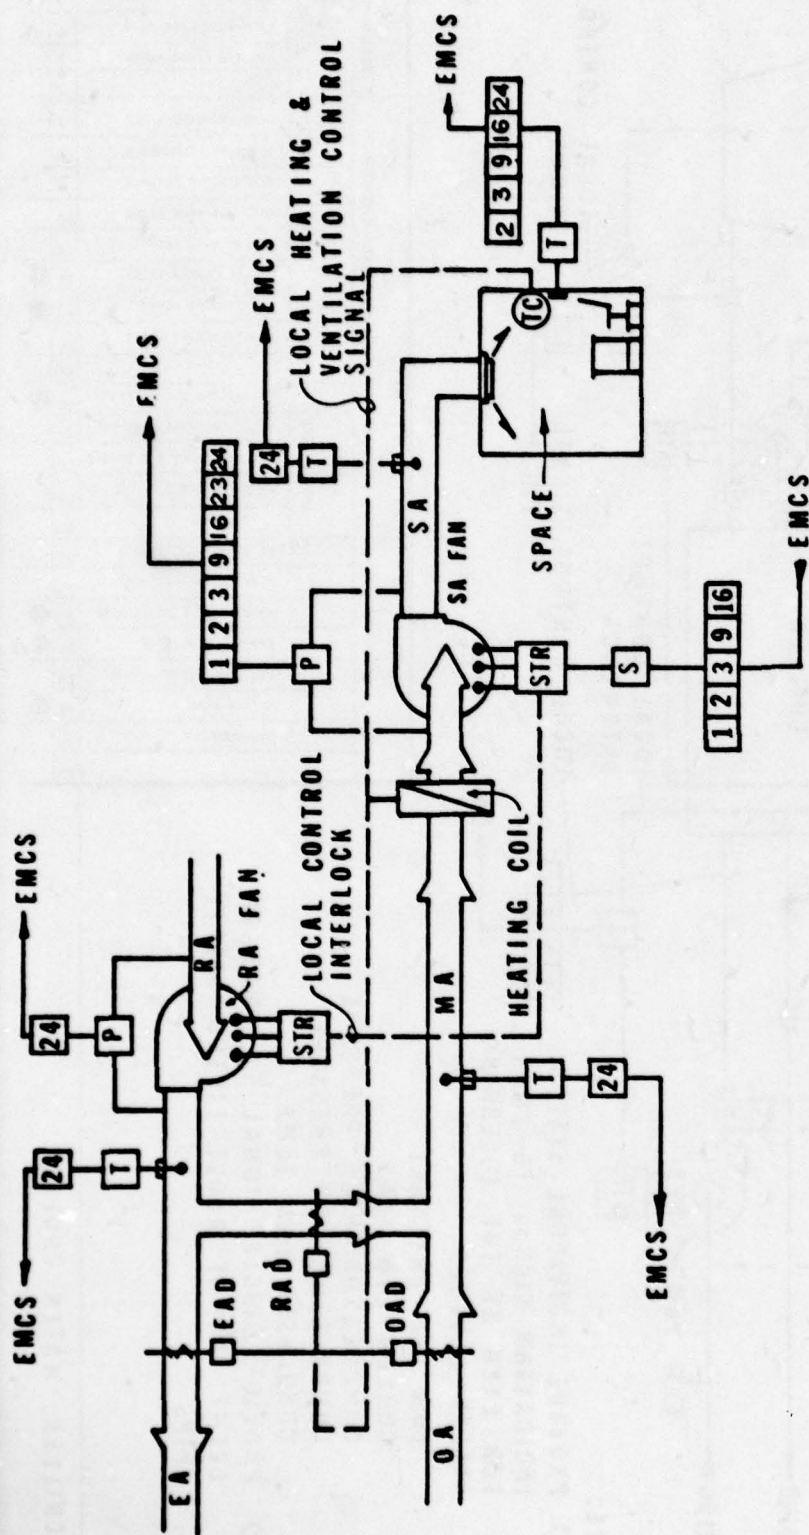 EMCS
24
T
EMCS
24
P
RA
RA FAN
STR
LOCAL CONTROL
INTERLOCK
EA
EAD
RAD
OAD
OA
MA
HEATING COIL
T
24
EMCS
EMCS
1 2 3 9 16 23 24
P
EMCS
24
T
LOCAL HEATING &
VENTILATION CONTROL
SIGNAL
SA
SA FAN
STR
S
1 2 3 9 16
EMCS
SPACE
TC
T
2 3 9 16 24
EMCS